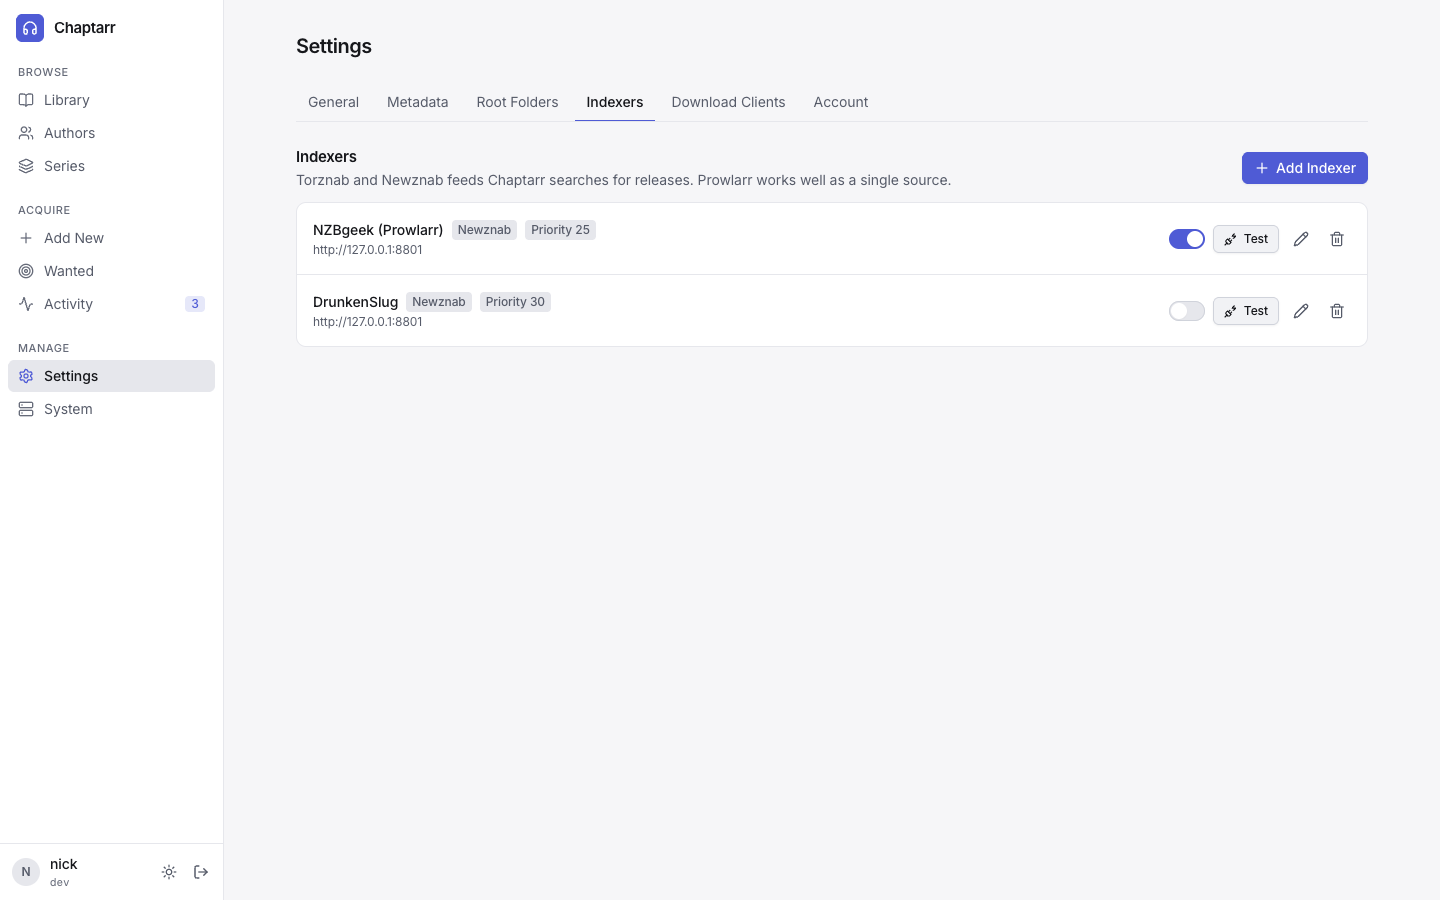 Chaptarr
BROWSE
Library
Authors
Series
ACQUIRE
Add New
Wanted
Activity 3
MANAGE
Settings
System
N nick
dev
Settings
General Metadata Root Folders Indexers Download Clients Account
Indexers
Torznab and Newznab feeds Chaptarr searches for releases. Prowlarr works well as a single source.
Add Indexer
NZBgeek (Prowlarr) Newznab Priority 25
http://127.0.0.1:8801
Test
DrunkenSlug Newznab Priority 30
http://127.0.0.1:8801
Test